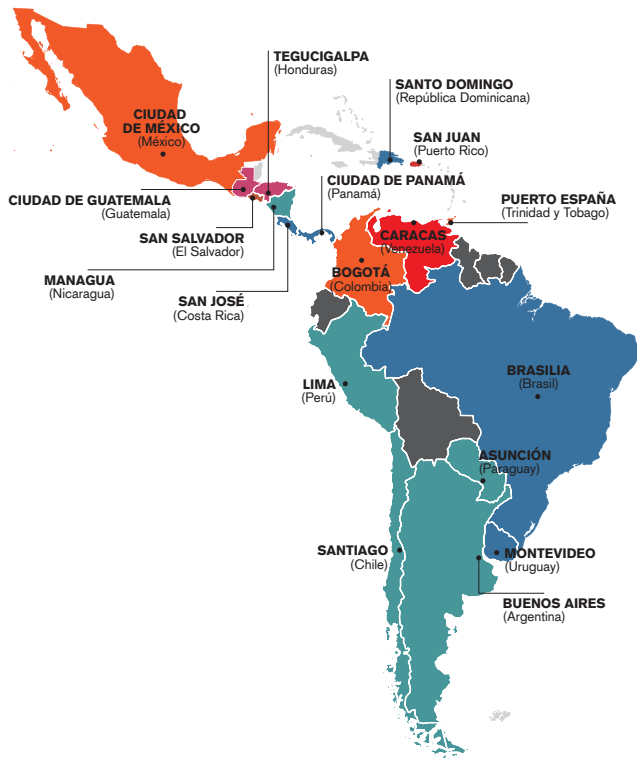 TEGUCIGALPA
(Honduras)
SANTO DOMINGO
(República Dominicana)
CIUDAD
DE MÉXICO
(México)
SAN JUAN
(Puerto Rico)
CIUDAD DE PANAMÁ
(Panamá)
CIUDAD DE GUATEMALA
(Guatemala)
PUERTO ESPAÑA
(Trinidad y Tobago)
SAN SALVADOR
(El Salvador)
CARACAS
(Venezuela)
MANAGUA
(Nicaragua)
BOGOTÁ
(Colombia)
SAN JOSÉ
(Costa Rica)
BRASILIA
(Brasil)
LIMA
(Perú)
ASUNCIÓN
(Paraguay)
SANTIAGO
(Chile)
MONTEVIDEO
(Uruguay)
BUENOS AIRES
(Argentina)